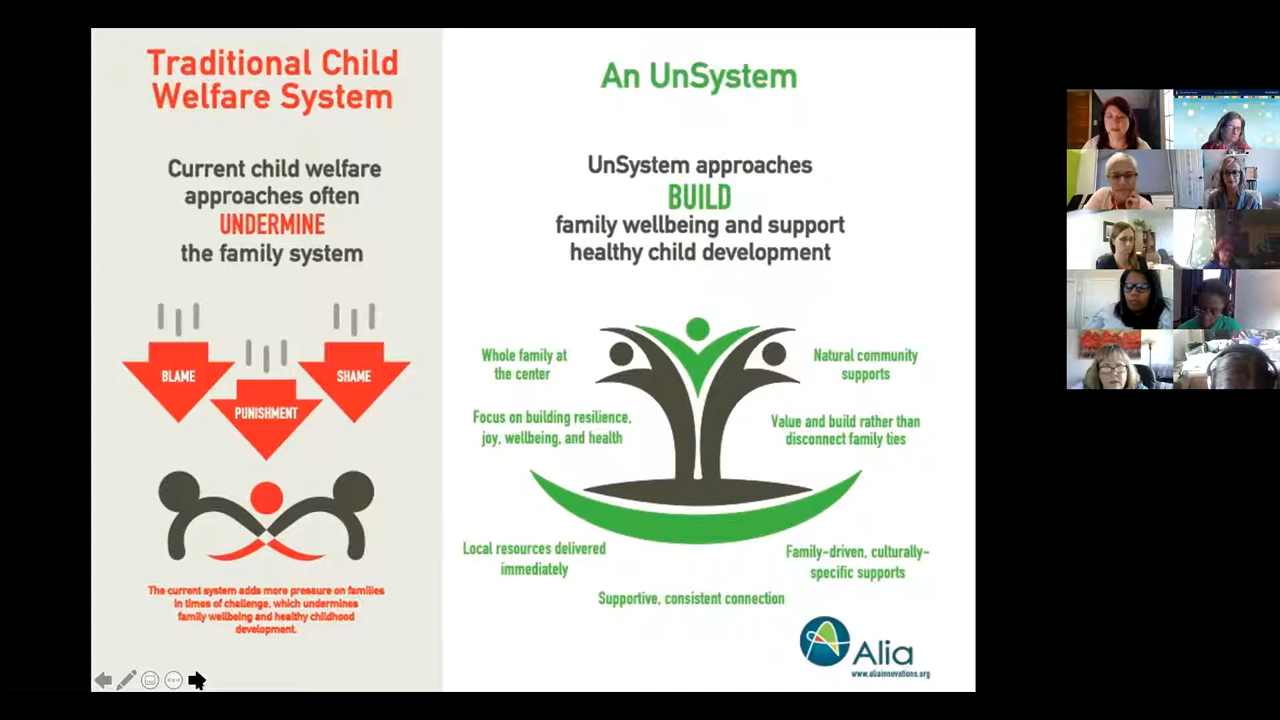 Traditional Child
Welfare System
Current child welfare
approaches often
UNDERMINE
the family system
BLAME
PUNISHMENT
SHAME
The current system adds more pressure on families
in times of challenge, which undermines
family wellbeing and healthy childhood
development.
An UnSystem
UnSystem approaches
BUILD
family wellbeing and support
healthy child development
Whole family at
the center
Natural community
supports
Focus on building resilience,
joy, wellbeing, and health
Value and build rather than
disconnect family ties
Local resources delivered
immediately
Family-driven, culturally-
specific supports
Supportive, consistent connection
Alia
www.aliainnovations.org